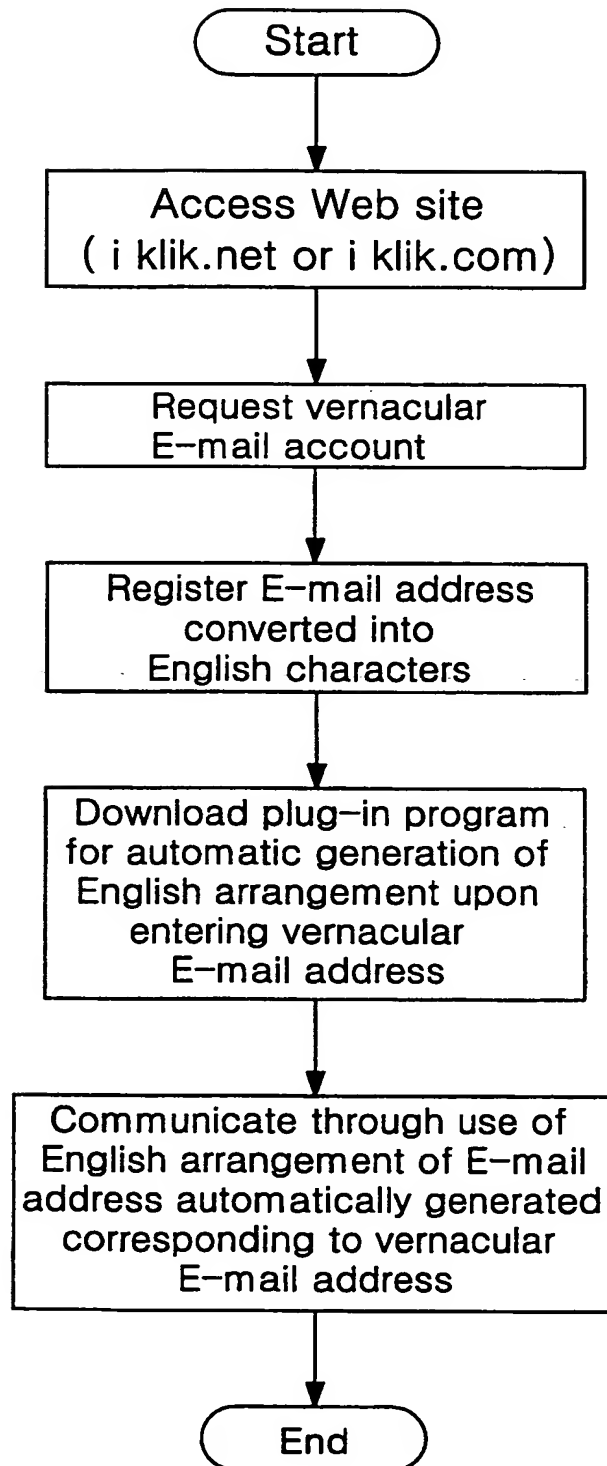 Start
Access Web site
( i klik.net or i klik.com)
Request vernacular
E-mail account
Register E-mail address
converted into
English characters
Download plug-in program
for automatic generation of
English arrangement upon
entering vernacular
E-mail address
Communicate through use of
English arrangement of E-mail
address automatically generated
corresponding to vernacular
E-mail address
End